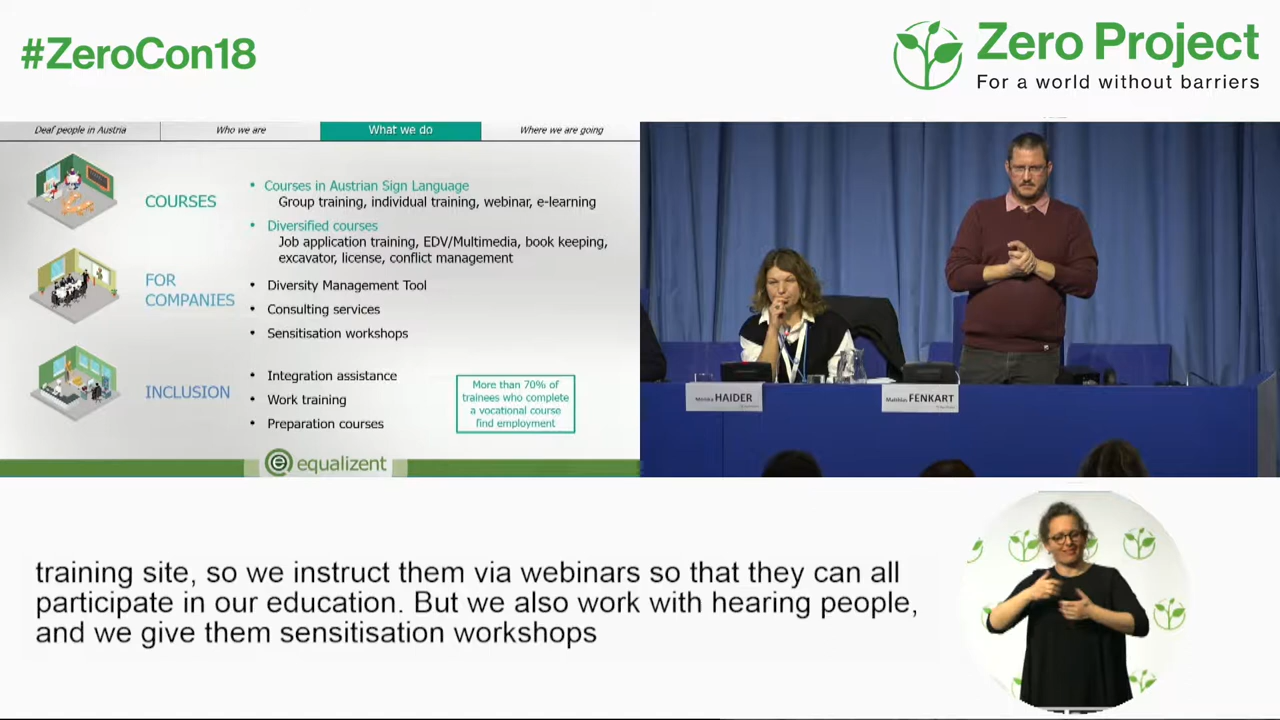 #ZeroCon18
Zero Project
For a world without barriers
Deaf people in Austria
Who we are
What we do
Where we are going
COURSES
• Courses in Austrian Sign Language
Group training, individual training, webinar, e-learning
• Diversified courses
Job application training, EDV/Multimedia, book keeping,
excavator, license, conflict management
FOR
COMPANIES
• Diversity Management Tool
• Consulting services
• Sensitisation workshops
INCLUSION
• Integration assistance
• Work training
• Preparation courses
More than 70% of
trainees who complete
a vocational course
find employment
equalizent
Monika HAIDER
Matthias FENKART
training site, so we instruct them via webinars so that they can all
participate in our education. But we also work with hearing people,
and we give them sensitisation workshops